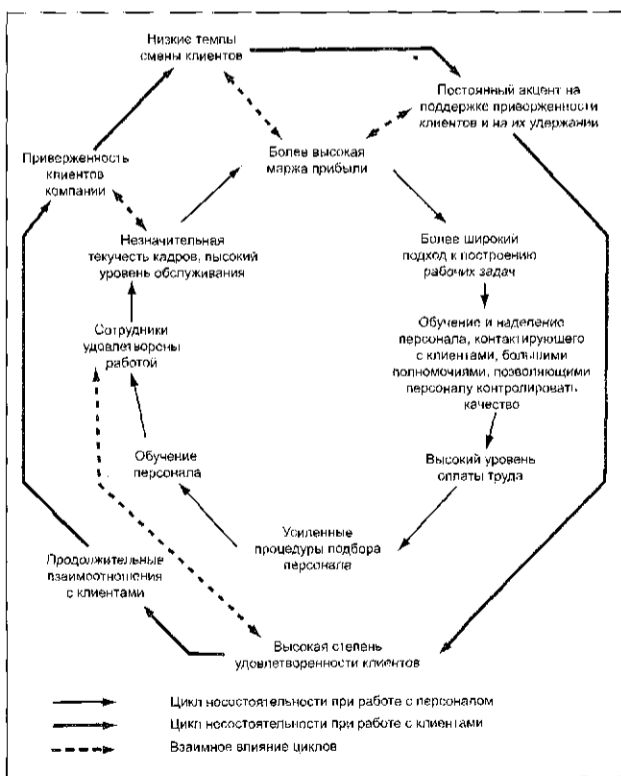 Низкие темпы
смены клиентов
Постоянный акцент на
поддержке приверженности
клиентов и на их удержании
Более высокая
маржа прибыли
Приверженность
клиентов
компании
Незначительная
текучесть кадров, высокий
уровень обслуживания
Более широкий
подход к построению
рабочих задач
Сотрудники
удовлетворены
работой
Обучение и наделение
персонала, контактирующего
с клиентами, большими
полномочиями, позволяющими
персоналу контролировать
качество
Обучение
персонала
Высокий уровень
оплаты труда
Усиленные
процедуры подбора
персонала
Продолжительные
взаимоотношения
с клиентами
Высокая степень
удовлетворенности клиентов
Цикл носостоятельности при работе с персоналом
Цикл носостоятельности при работе с клиентами
Взаимное влияние циклов